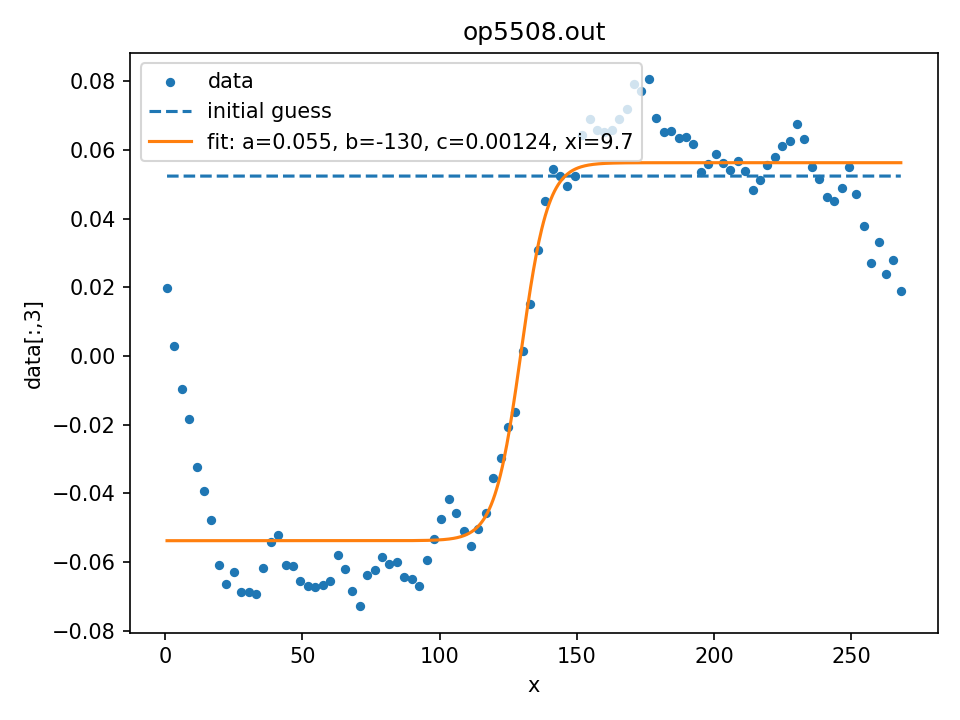 op5508.out
data
initial guess
fit: a=0.055, b=-130, c=0.00124, xi=9.7
0.08
0.06
0.04
0.02
0.00
−0.02
−0.04
−0.06
−0.08
data[:,3]
0 50 100 150 200 250
x